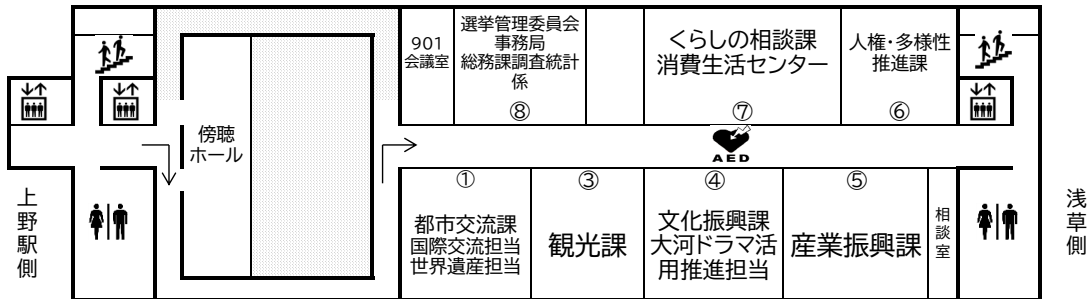 901
会議室
選挙管理委員会
事務局
総務課調査統計
係
⑧
くらしの相談課
消費生活センター
⑦
人権・多様性
推進課
⑥
傍聴
ホール
AED
①
都市交流課
国際交流担当
世界遺産担当
③
観光課
④
文化振興課
大河ドラマ活
用推進担当
⑤
産業振興課
相談室
上野駅側
浅草側